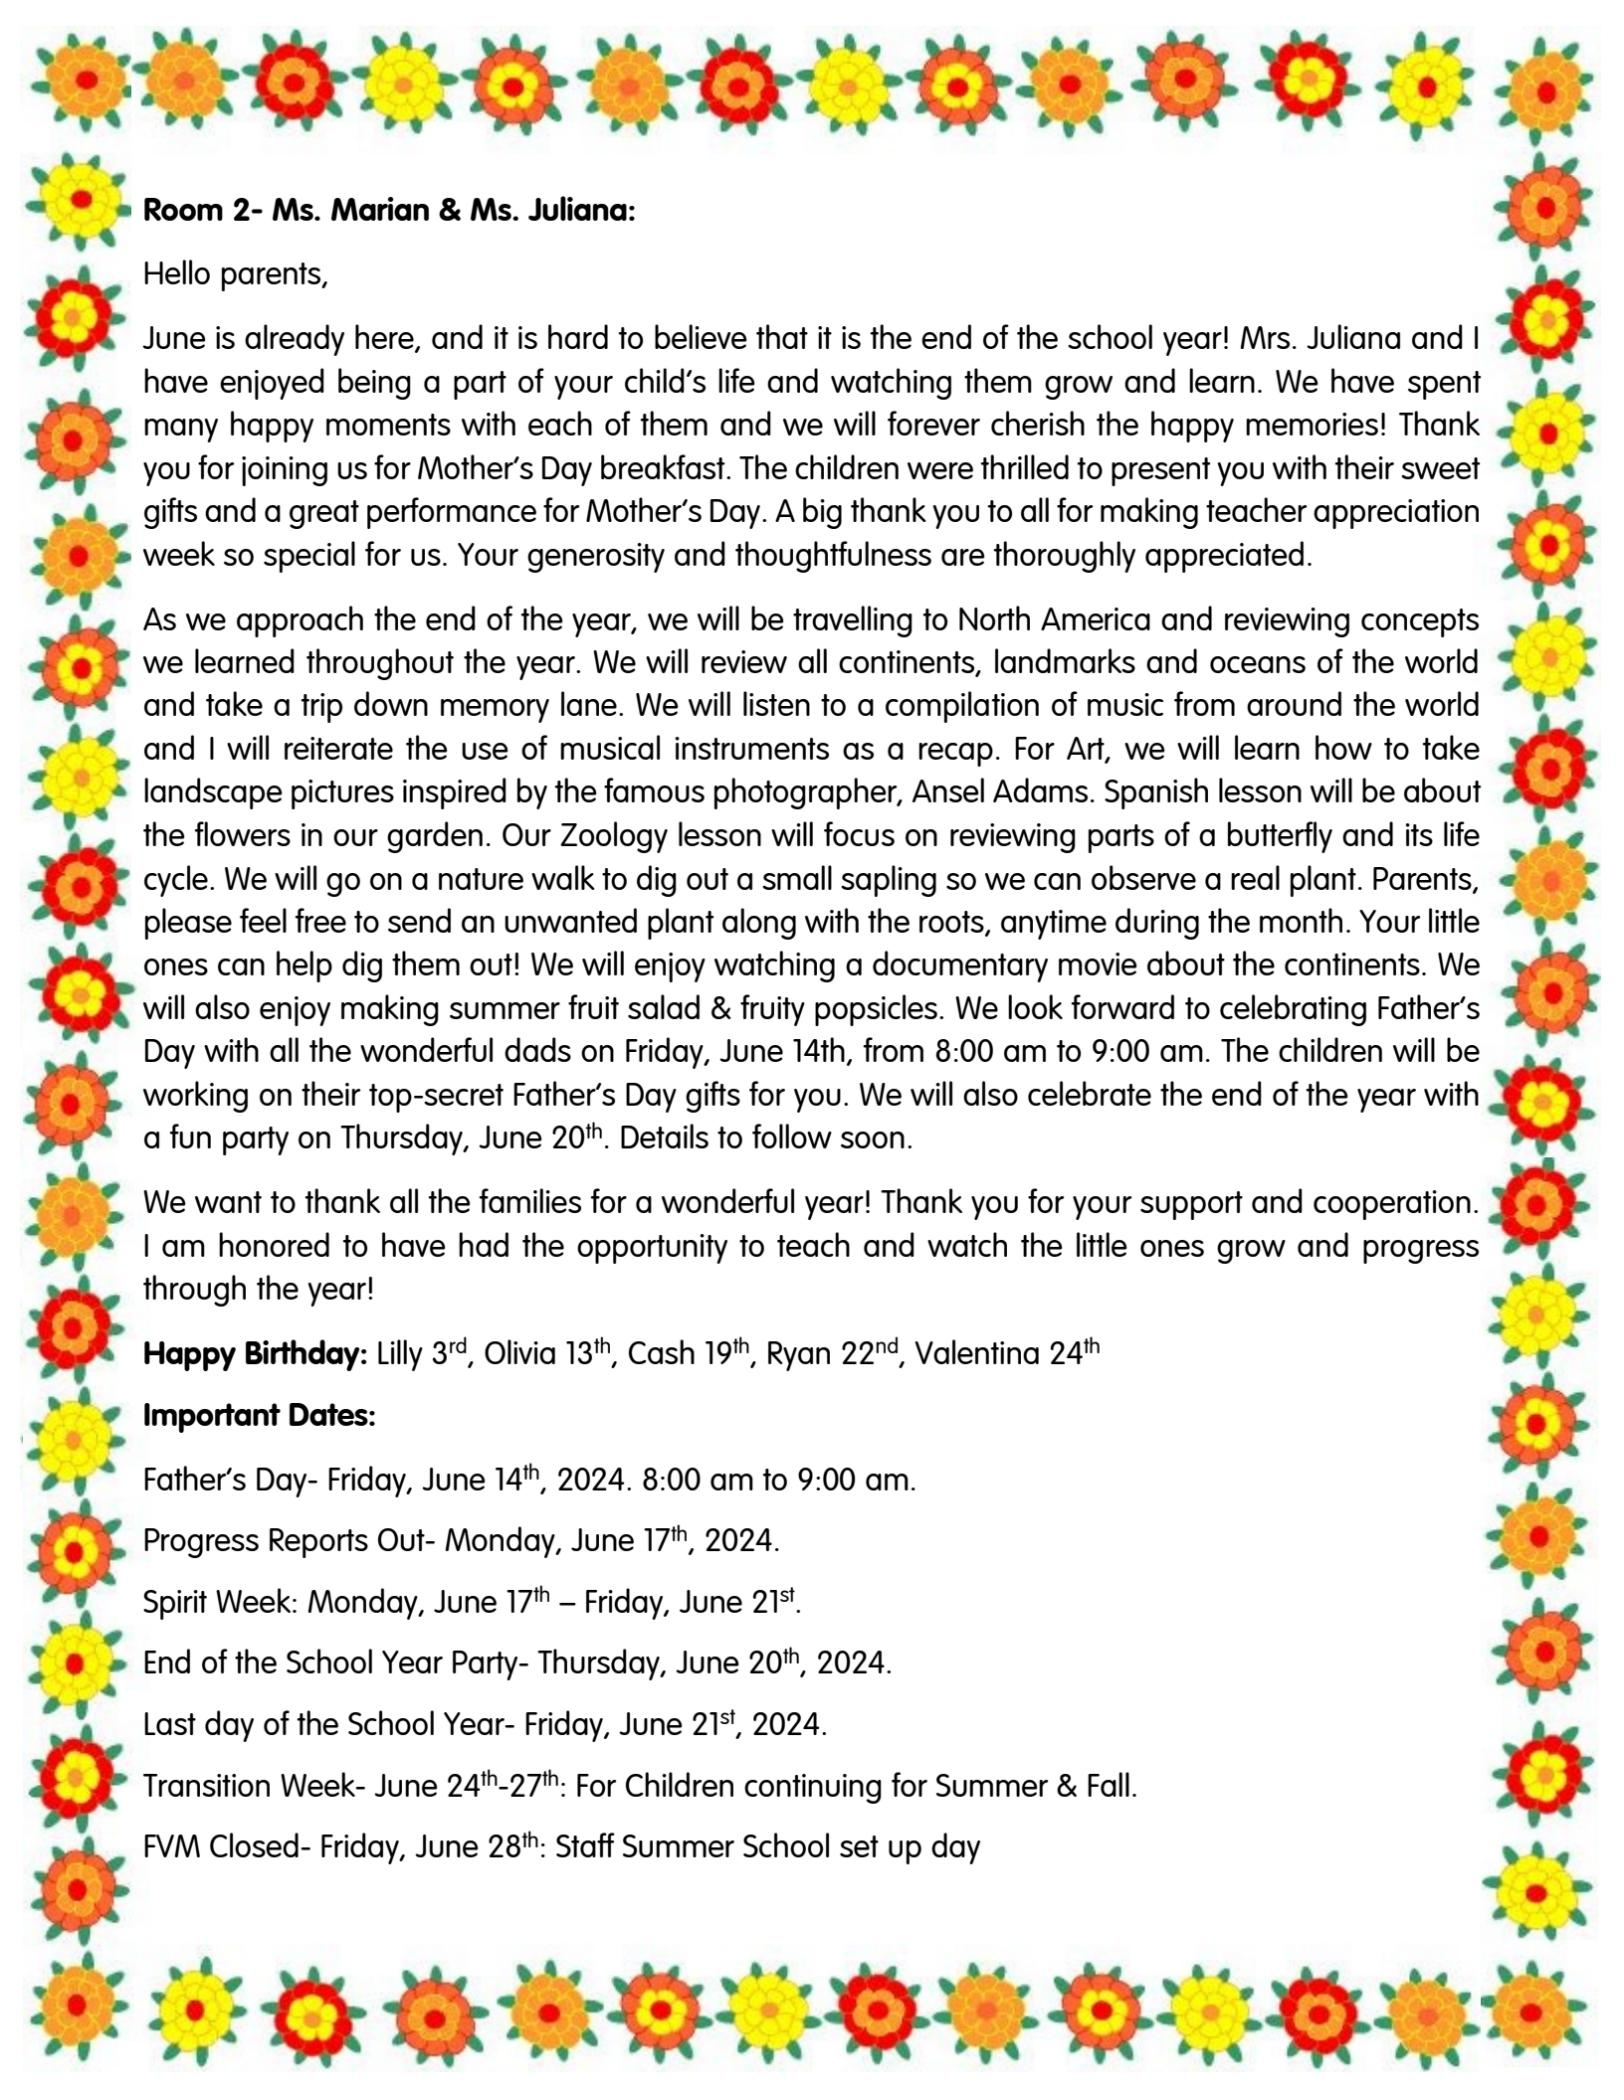 Room 2- Ms. Marian & Ms. Juliana:
Hello parents,
June is already here, and it is hard to believe that it is the end of the school year! Mrs. Juliana and I
have enjoyed being a part of your child’s life and watching them grow and learn. We have spent
many happy moments with each of them and we will forever cherish the happy memories! Thank
you for joining us for Mother’s Day breakfast. The children were thrilled to present you with their sweet
gifts and a great performance for Mother’s Day. A big thank you to all for making teacher appreciation
week so special for us. Your generosity and thoughtfulness are thoroughly appreciated.
As we approach the end of the year, we will be travelling to North America and reviewing concepts
we learned throughout the year. We will review all continents, landmarks and oceans of the world
and take a trip down memory lane. We will listen to a compilation of music from around the world
and I will reiterate the use of musical instruments as a recap. For Art, we will learn how to take
landscape pictures inspired by the famous photographer, Ansel Adams. Spanish lesson will be about
the flowers in our garden. Our Zoology lesson will focus on reviewing parts of a butterfly and its life
cycle. We will go on a nature walk to dig out a small sapling so we can observe a real plant. Parents,
please feel free to send an unwanted plant along with the roots, anytime during the month. Your little
ones can help dig them out! We will enjoy watching a documentary movie about the continents. We
will also enjoy making summer fruit salad & fruity popsicles. We look forward to celebrating Father’s
Day with all the wonderful dads on Friday, June 14th, from 8:00 am to 9:00 am. The children will be
working on their top-secret Father’s Day gifts for you. We will also celebrate the end of the year with
a fun party on Thursday, June 20th. Details to follow soon.
We want to thank all the families for a wonderful year! Thank you for your support and cooperation.
I am honored to have had the opportunity to teach and watch the little ones grow and progress
through the year!
Happy Birthday: Lilly 3rd, Olivia 13th, Cash 19th, Ryan 22nd, Valentina 24th
Important Dates:
Father’s Day- Friday, June 14th, 2024. 8:00 am to 9:00 am.
Progress Reports Out- Monday, June 17th, 2024.
Spirit Week: Monday, June 17th – Friday, June 21st.
End of the School Year Party- Thursday, June 20th, 2024.
Last day of the School Year- Friday, June 21st, 2024.
Transition Week- June 24th-27th: For Children continuing for Summer & Fall.
FVM Closed- Friday, June 28th: Staff Summer School set up day